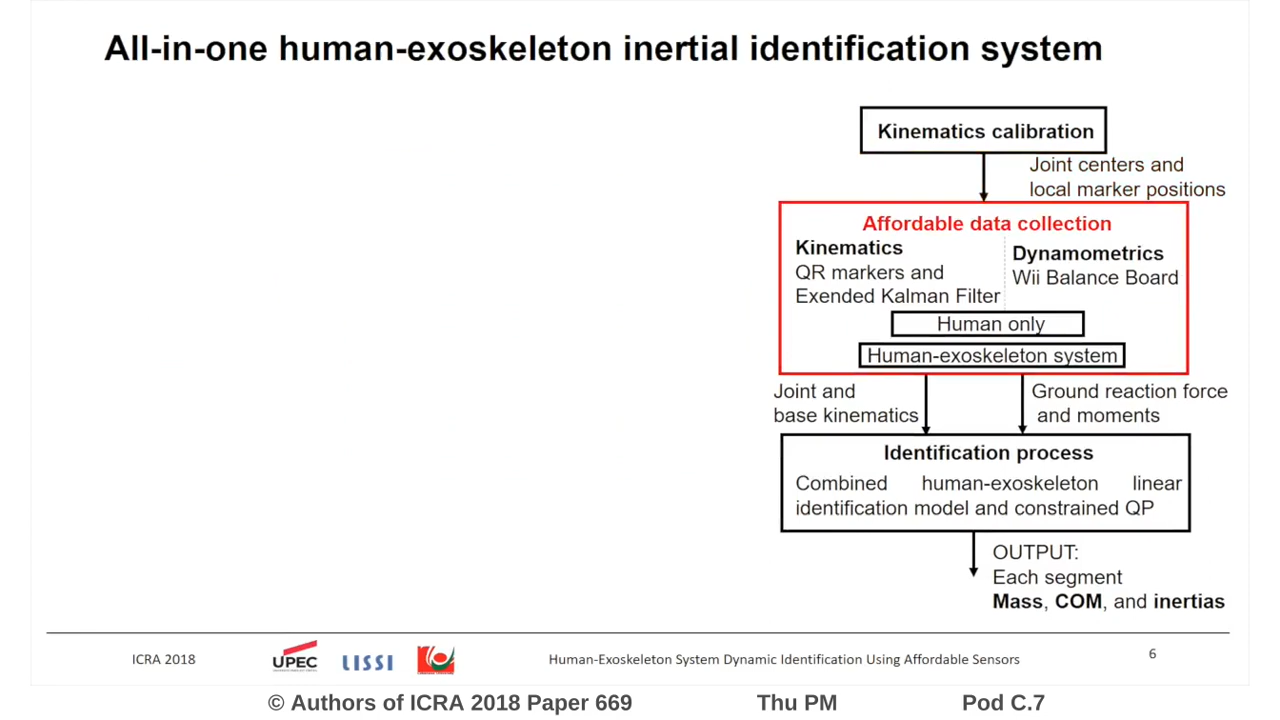 All-in-one human-exoskeleton inertial identification system
Kinematics calibration
Joint centers and
local marker positions
Affordable data collection
Kinematics
QR markers and
Exended Kalman Filter
Dynamometrics
Wii Balance Board
Human only
Human-exoskeleton system
Joint and
base kinematics
Ground reaction force
and moments
Identification process
Combined human-exoskeleton linear
identification model and constrained QP
OUTPUT:
Each segment
Mass, COM, and inertias
ICRA 2018
UPEC
LISSI
Human-Exoskeleton System Dynamic Identification Using Affordable Sensors
6
© Authors of ICRA 2018 Paper 669 Thu PM Pod C.7